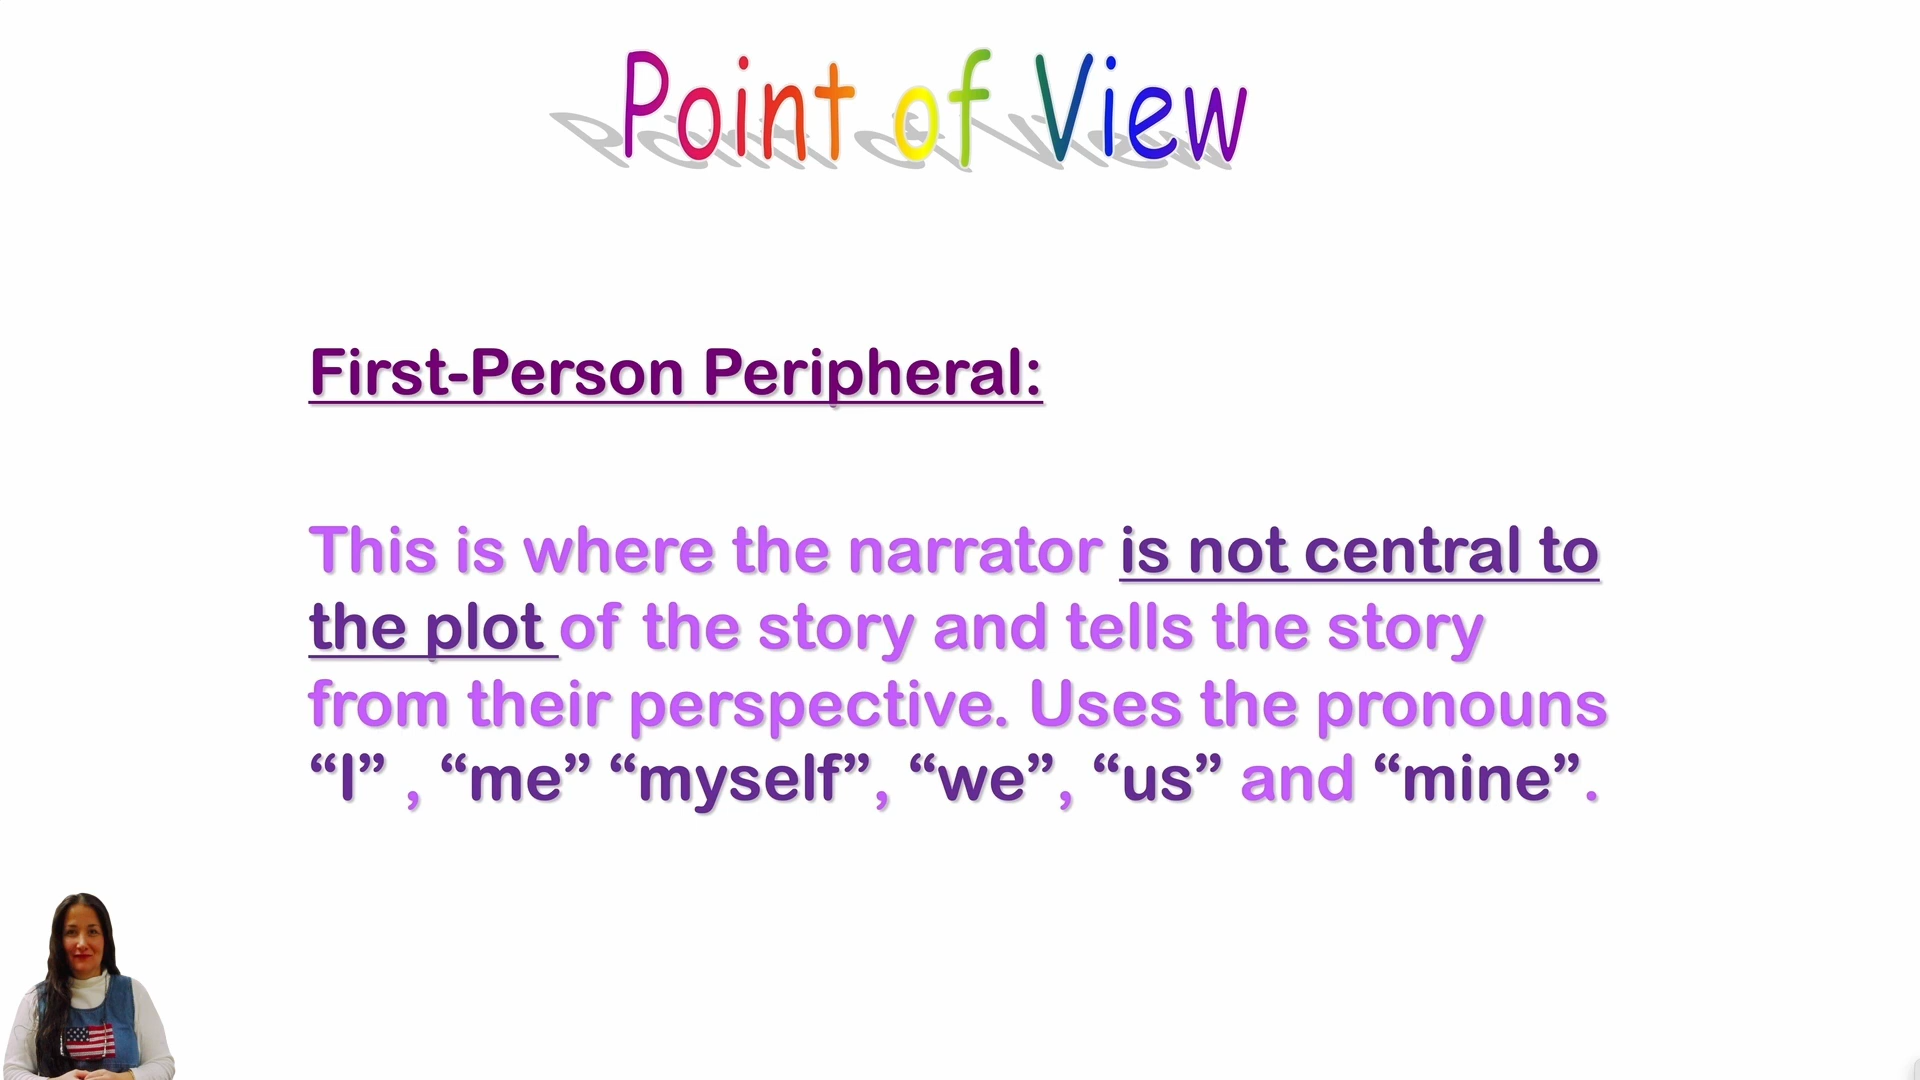 Point of View
First-Person Peripheral:
This is where the narrator is not central to
the plot of the story and tells the story
from their perspective. Uses the pronouns
“I” , “me” “myself”, “we”, “us” and “mine”.